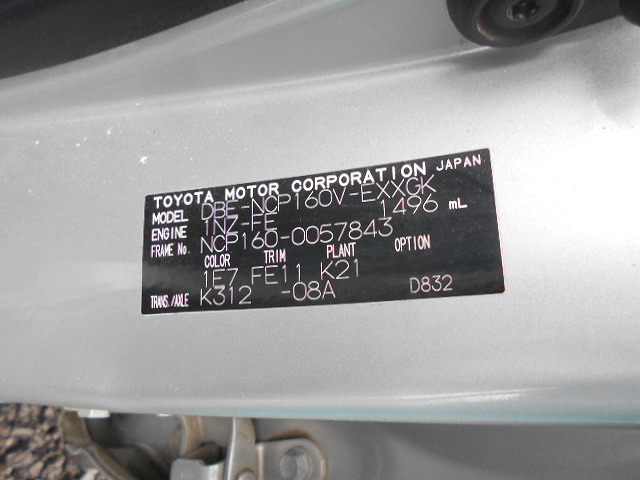 TOYOTA MOTOR CORPORATION JAPAN
MODEL DBE-NCP160V-EXXGK
ENGINE 1NZ-FE 1496 mL
FRAME No. NCP160-0057843
COLOR TRIM PLANT OPTION
1E7 FE11 K21
TRANS./AXLE K312 -08A D832